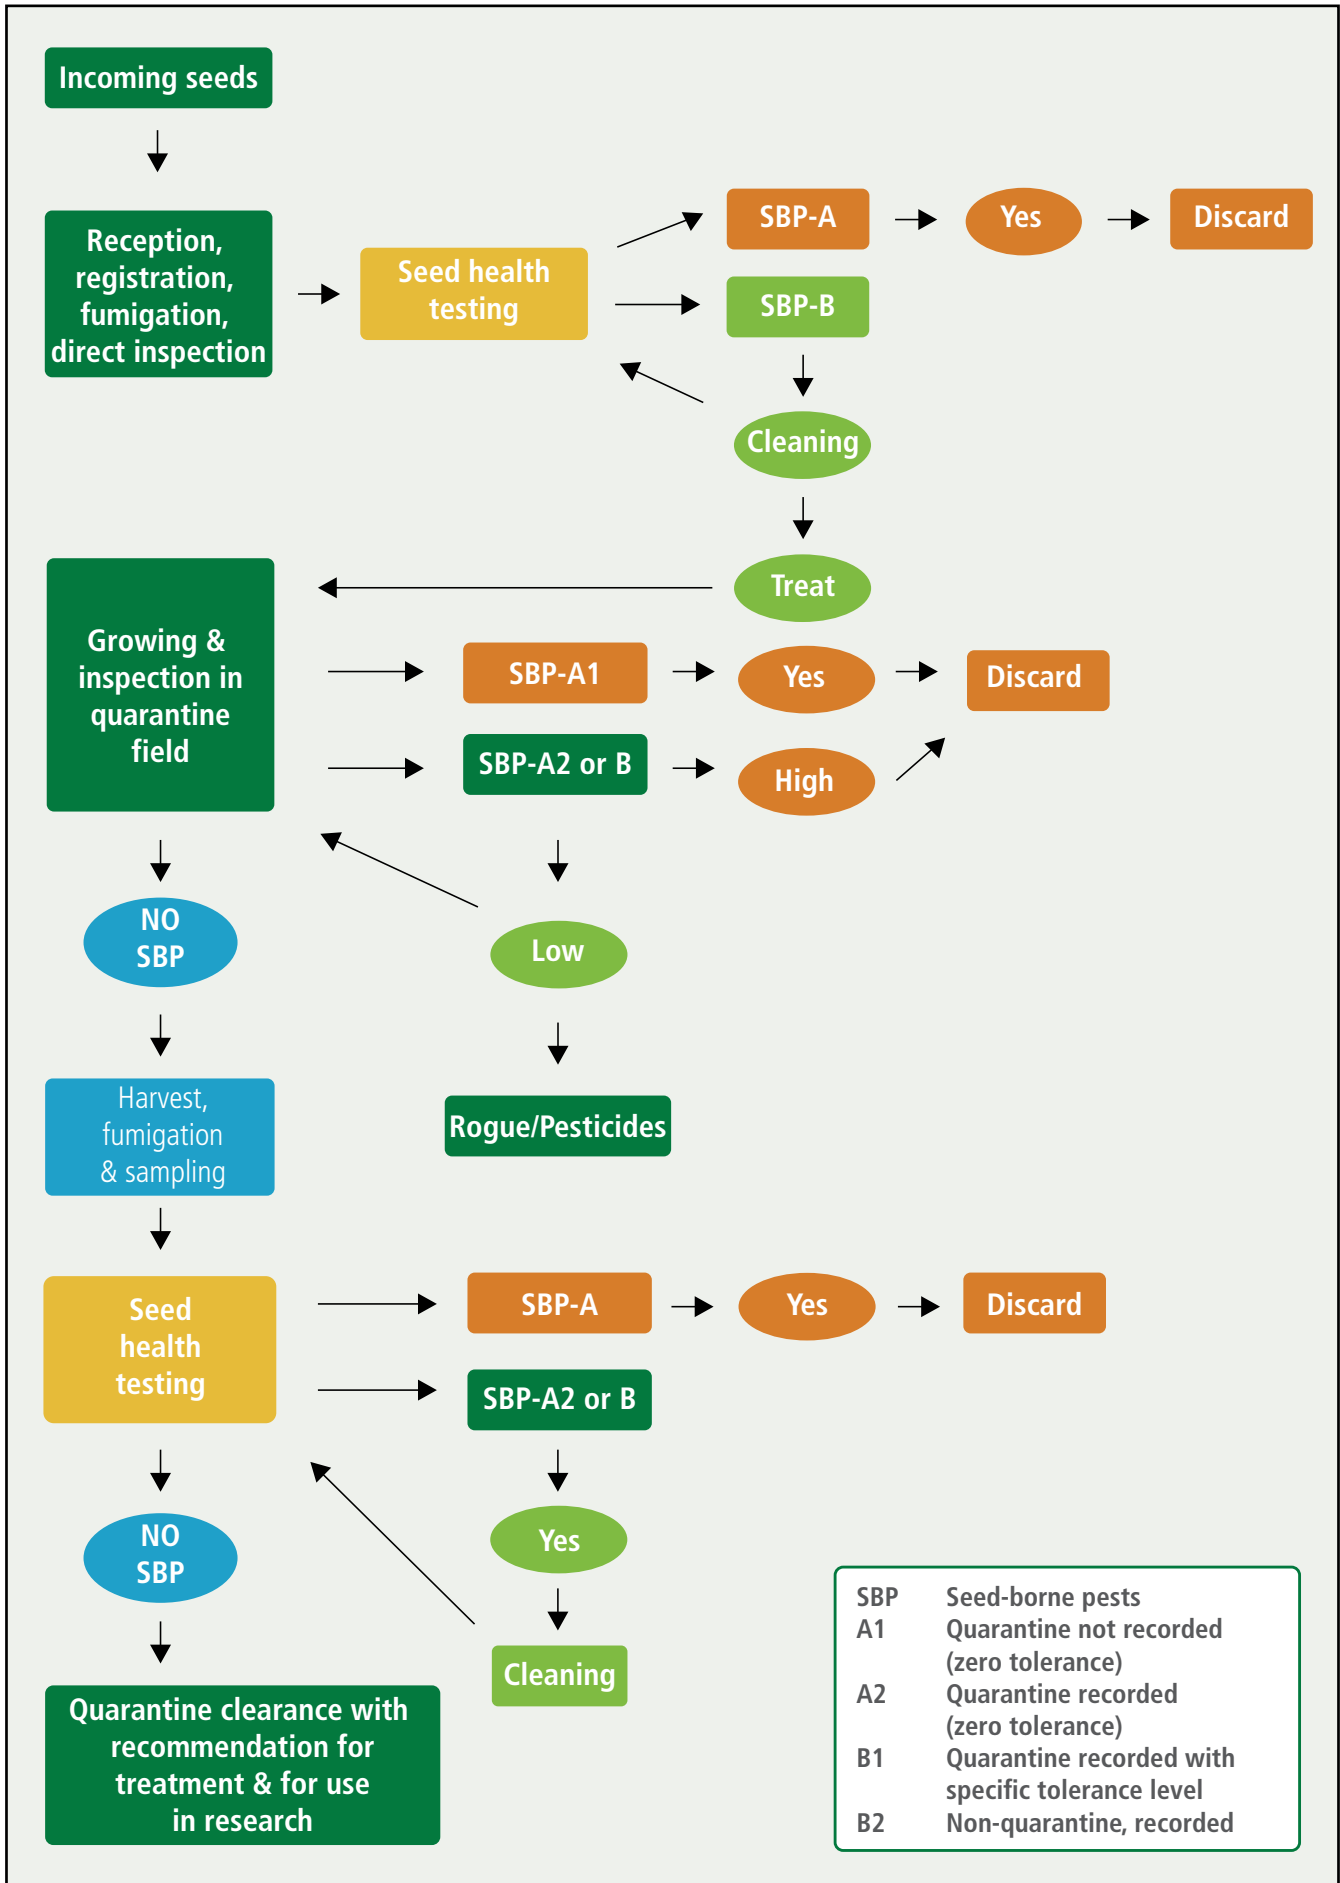 Incoming seeds
Reception,
registration,
fumigation,
direct inspection
Seed health
testing
SBP-A
Yes
Discard
SBP-B
Cleaning
Treat
Growing &
inspection in
quarantine
field
SBP-A1
Yes
Discard
SBP-A2 or B
High
NO
SBP
Low
Harvest,
fumigation
& sampling
Rogue/Pesticides
Seed
health
testing
SBP-A
Yes
Discard
SBP-A2 or B
NO
SBP
Yes
Cleaning
Quarantine clearance with
recommendation for
treatment & for use
in research
SBP Seed-borne pests
A1 Quarantine not recorded
(zero tolerance)
A2 Quarantine recorded
(zero tolerance)
B1 Quarantine recorded with
specific tolerance level
B2 Non-quarantine, recorded